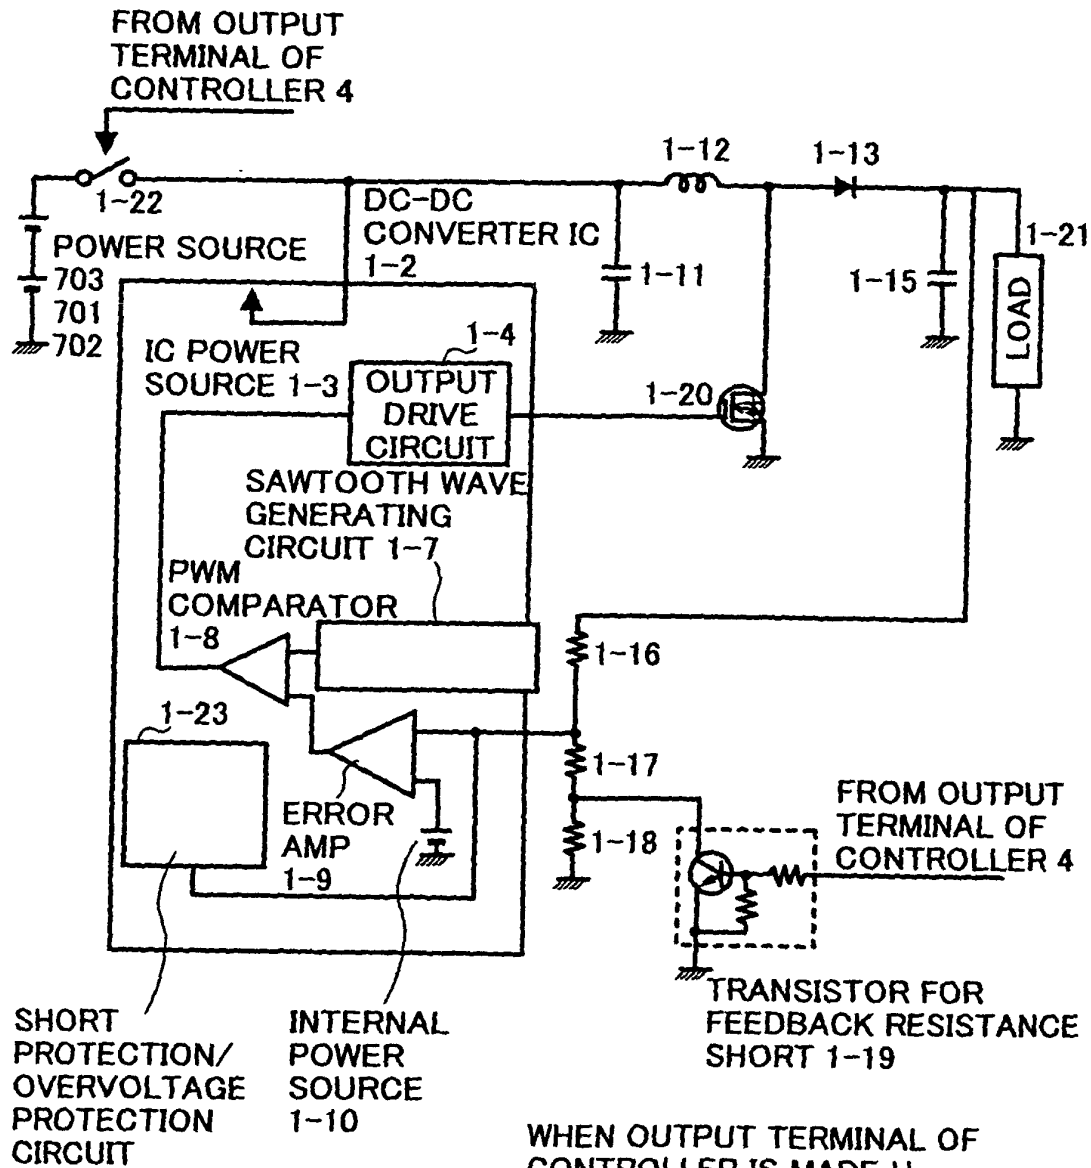 FROM OUTPUT
TERMINAL OF
CONTROLLER 4
1-22
1-12
1-13
POWER SOURCE
703
701
702
DC-DC
CONVERTER IC
1-2
1-11
1-15
1-21
LOAD
IC POWER
SOURCE 1-3
1-4
OUTPUT
DRIVE
CIRCUIT
1-20
SAWTOOTH WAVE
GENERATING
CIRCUIT 1-7
PWM
COMPARATOR
1-8
1-16
1-23
1-17
ERROR
AMP
1-9
1-18
FROM OUTPUT
TERMINAL OF
CONTROLLER 4
SHORT
PROTECTION/
OVERVOLTAGE
PROTECTION
CIRCUIT
INTERNAL
POWER
SOURCE
1-10
TRANSISTOR FOR
FEEDBACK RESISTANCE
SHORT 1-19
WHEN OUTPUT TERMINAL OF
CONTROLLER IS MADE H